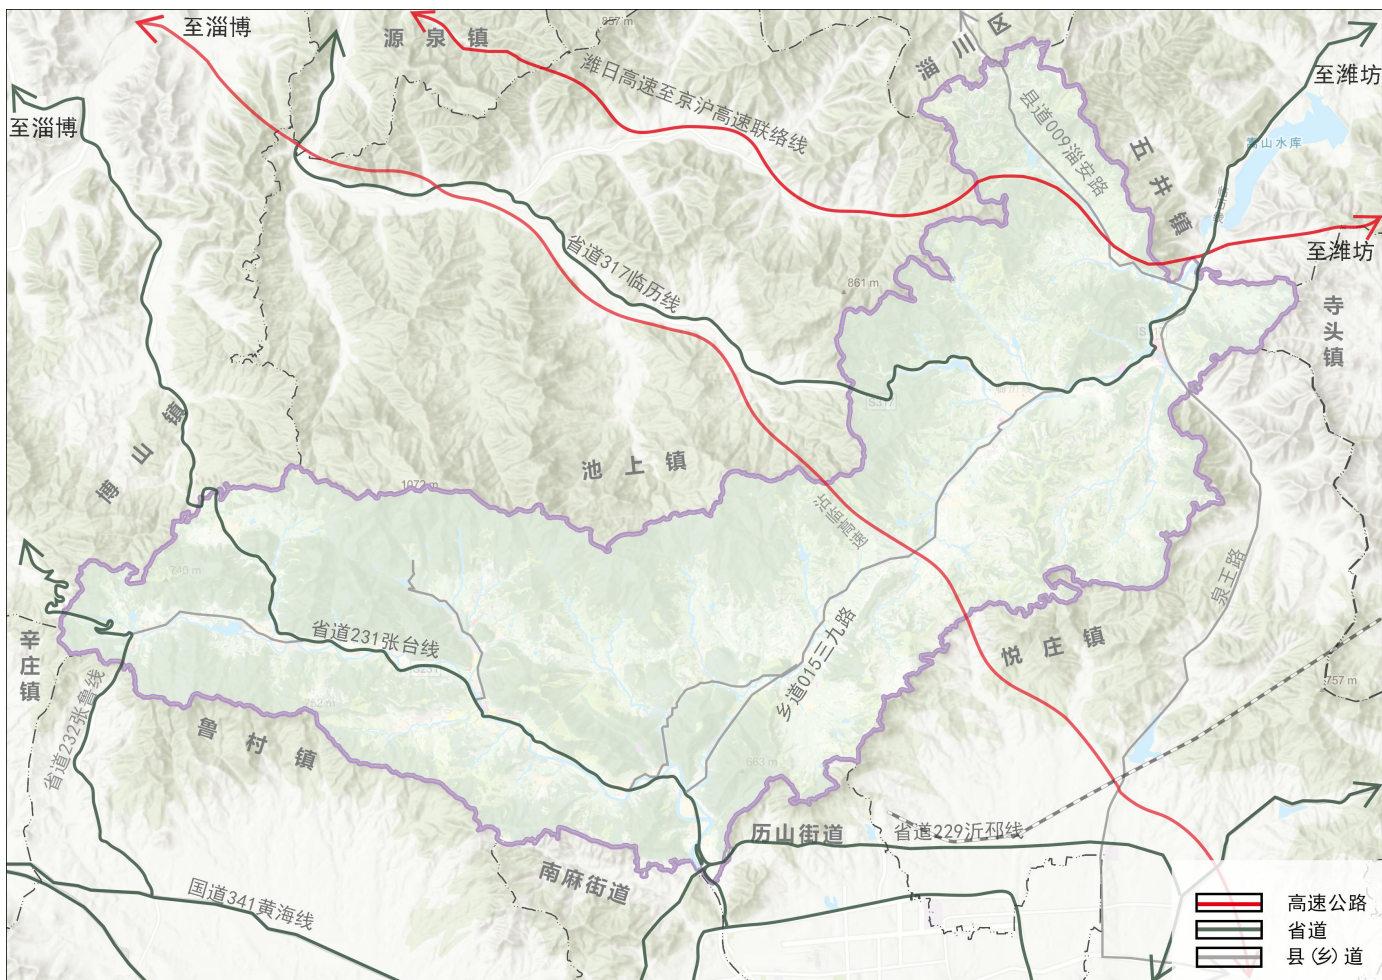 至淄博
源泉镇
857 m
淄川区
至潍坊
潍日高速至京沪高速联络线
县道009淄安路
至淄博
五井镇
嵩山水库
至潍坊
省道317临历线
861 m
寺头镇
S317
博山镇
池上镇
1072 m
沾临高速
746 m
泉王路
省道231张台线
S231
乡道015三九路
悦庄镇
辛庄镇
757 m
省道232张鲁线
752 m
鲁村镇
663 m
历山街道
省道229沂邳线
南麻街道
国道341黄海线
高速公路
省道
县(乡)道